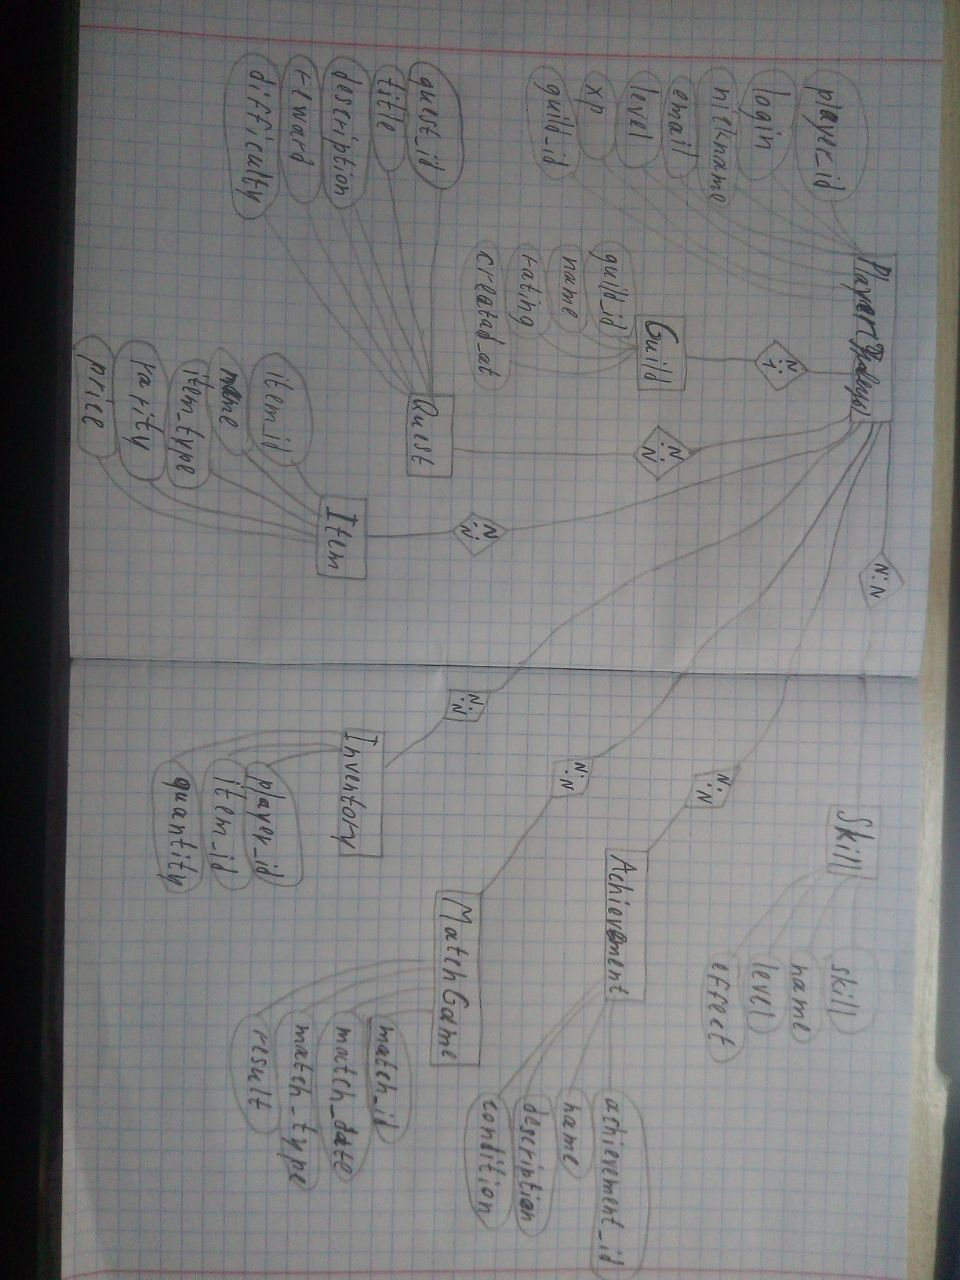 Player
N:N
Skill
player_id
login
nickname
email
level
xp
guild_id
N:1
Guild
guild_id
name
rating
creatad_at
N:N
skill
name
level
effect
N:N
Achievement
achievement_id
name
description
condition
N:N
MatchGame
match_id
match_date
match_type
result
Quest
quest_id
title
description
reward
difficulty
N:N
Item
item_id
name
item_type
rarity
price
N:N
Inventory
player_id
item_id
quantity